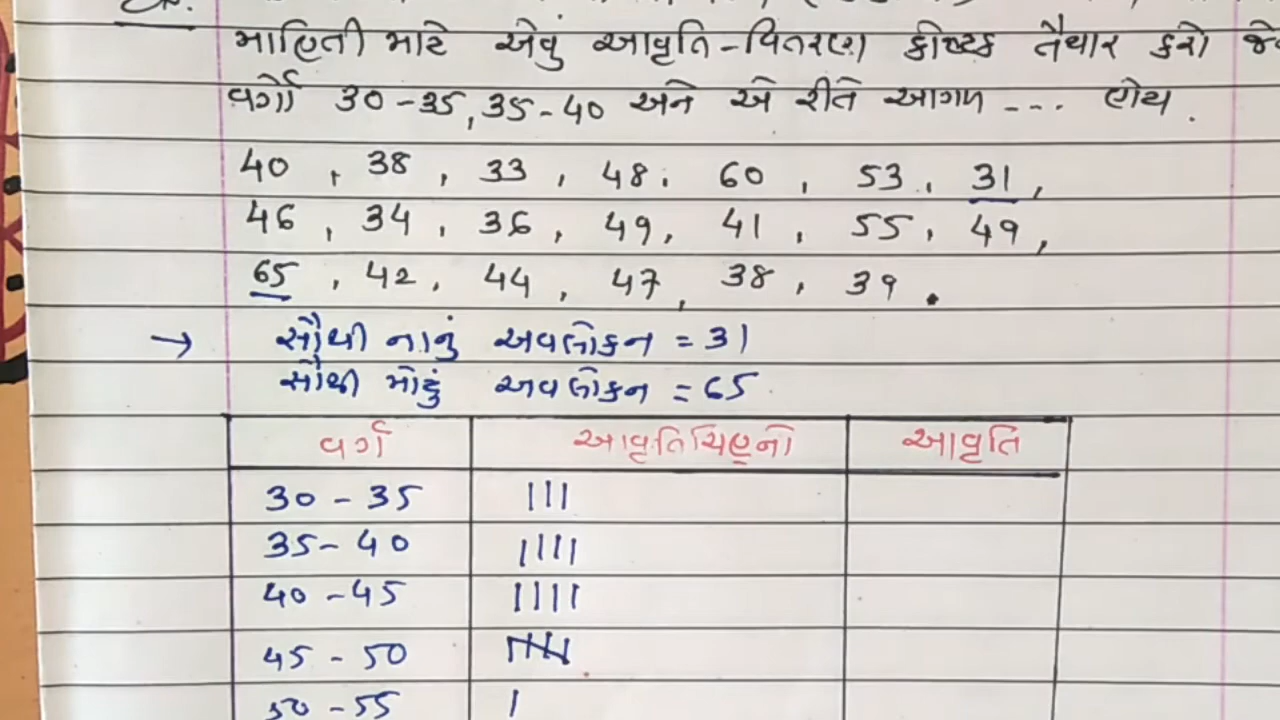 માહિતી માટે એવું આવૃતિ-વિતરણ કોષ્ટક તૈયાર કરો
વર્ગો 30-35, 35-40 અને એ રીતે આગળ --- હોય.
40, 38, 33, 48, 60, 53, 31,
46, 34, 36, 49, 41, 55, 49,
65, 42, 44, 47, 38, 39.
→ સૌથી નાનું અવલોકન = 31
સૌથી મોટું અવલોકન = 65
વર્ગ આવૃતિચિહ્નો આવૃતિ
30 - 35 |||
35 - 40 ||||
40 - 45 ||||
45 - 50 ||||
50 - 55 |